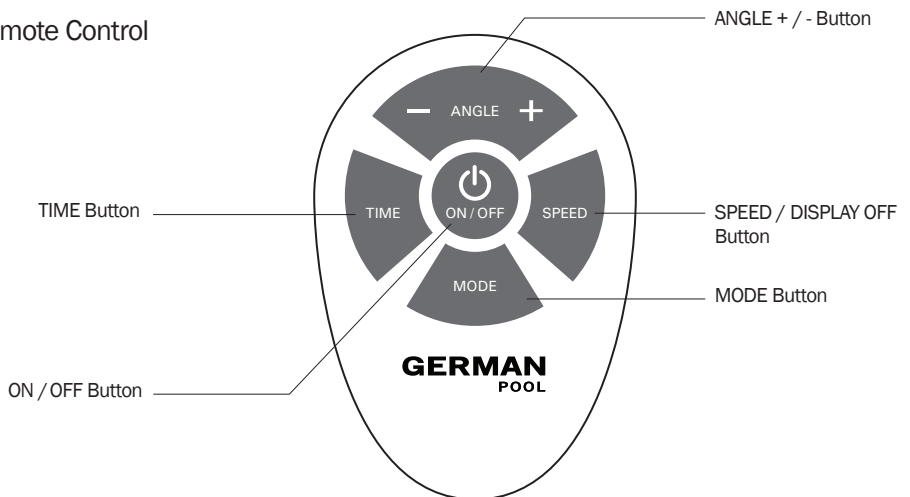 mote Control
ANGLE + / - Button
− ANGLE +
TIME Button
TIME
ON / OFF
SPEED
SPEED / DISPLAY OFF
Button
MODE
MODE Button
GERMAN
POOL
ON / OFF Button